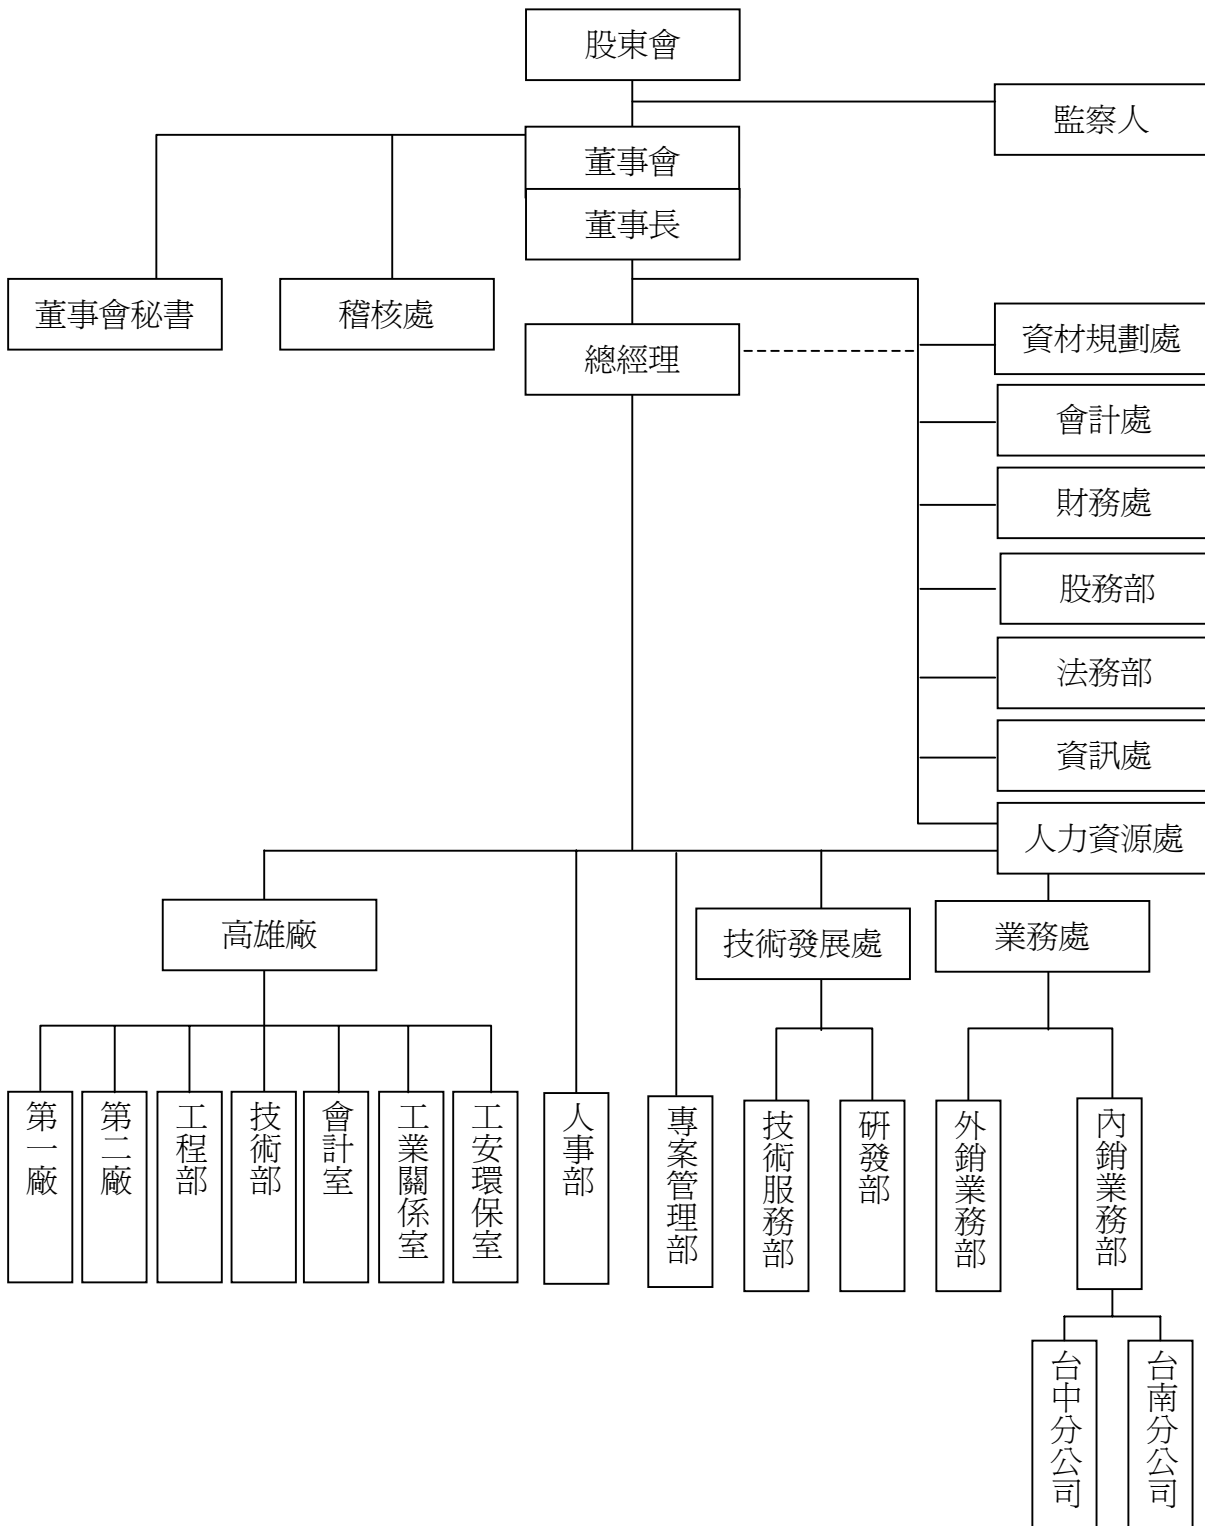 股東會
監察人
董事會
董事長
董事會秘書
稽核處
總經理
資材規劃處
會計處
財務處
股務部
法務部
資訊處
人力資源處
高雄廠
技術發展處
業務處
第一廠
第二廠
工程部
技術部
會計室
工業關係室
工安環保室
人事部
專案管理部
技術服務部
研發部
外銷業務部
內銷業務部
台中分公司
台南分公司